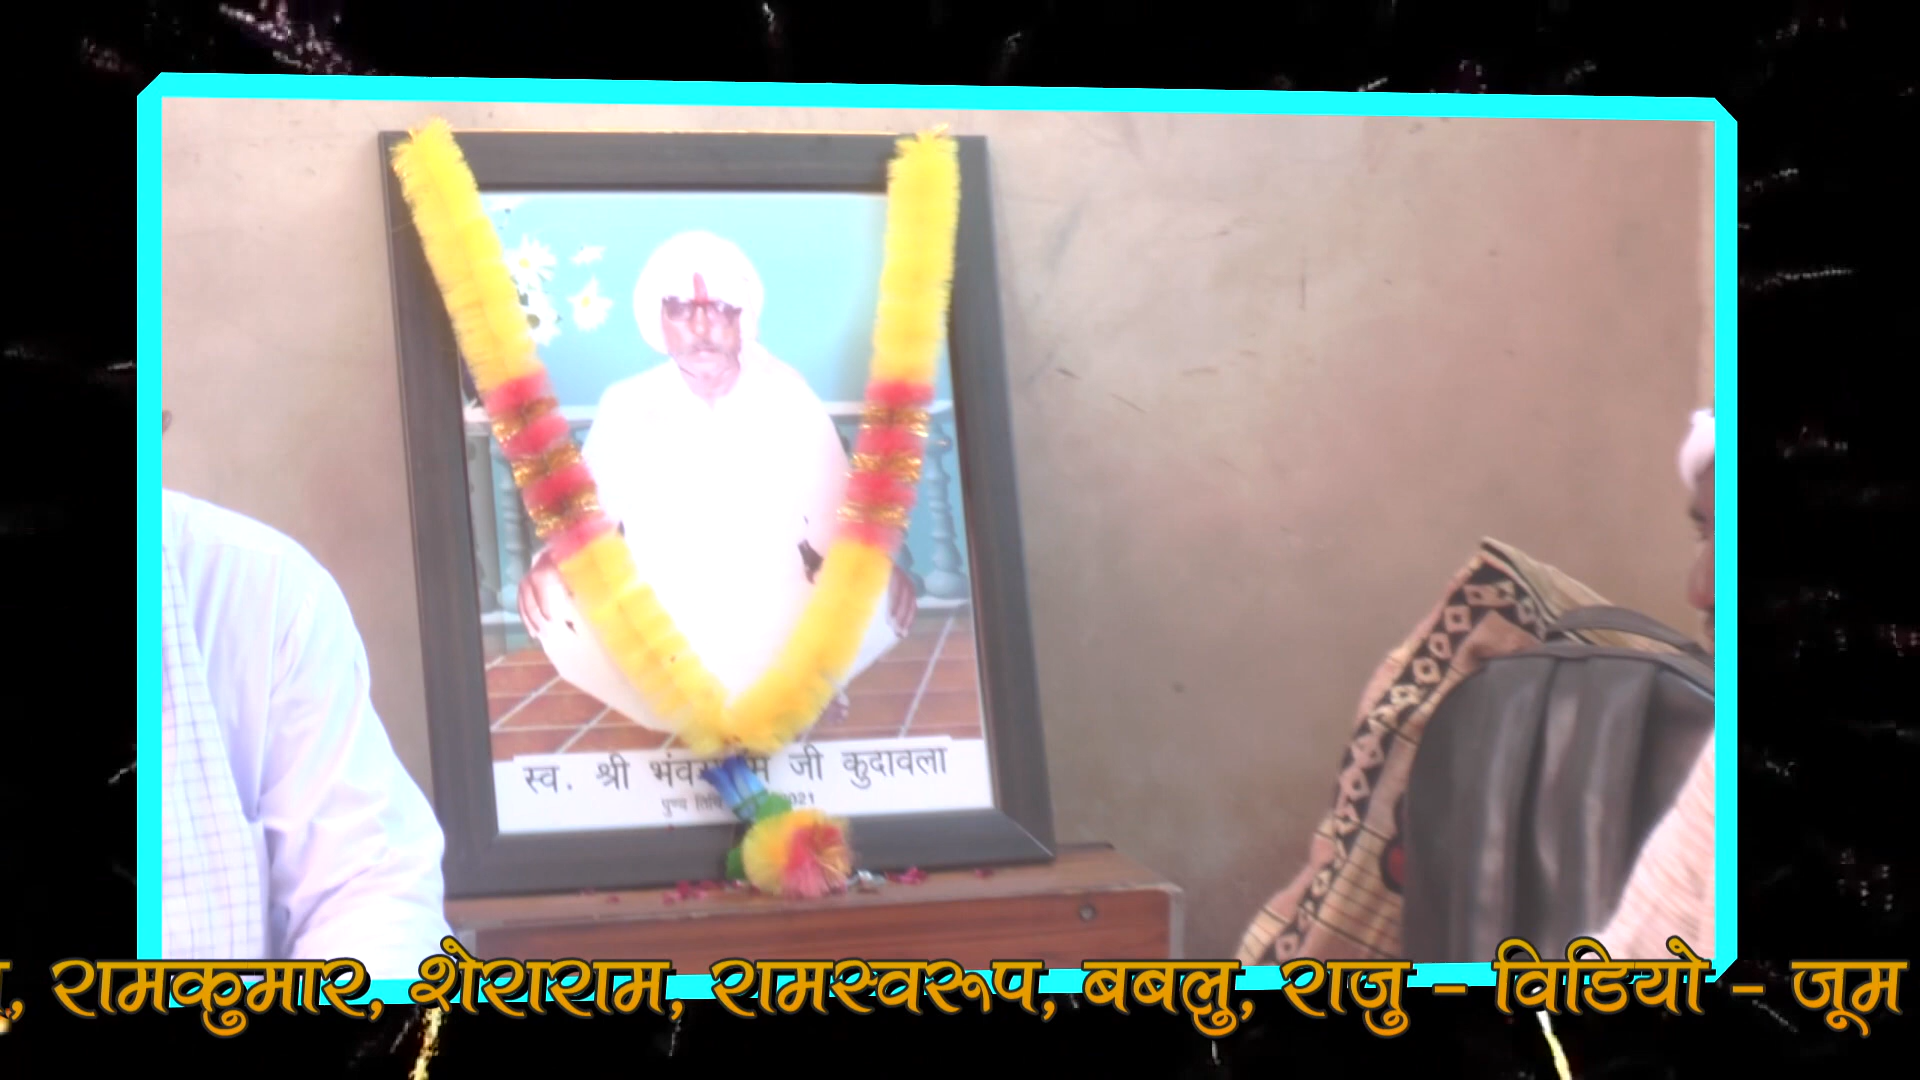 स्व. श्री जी कुदावला
पुण्य तिथि 2021
रामकुमार, शेराराम, रामस्वरूप, बबलु, राजु - विडियो - जूम